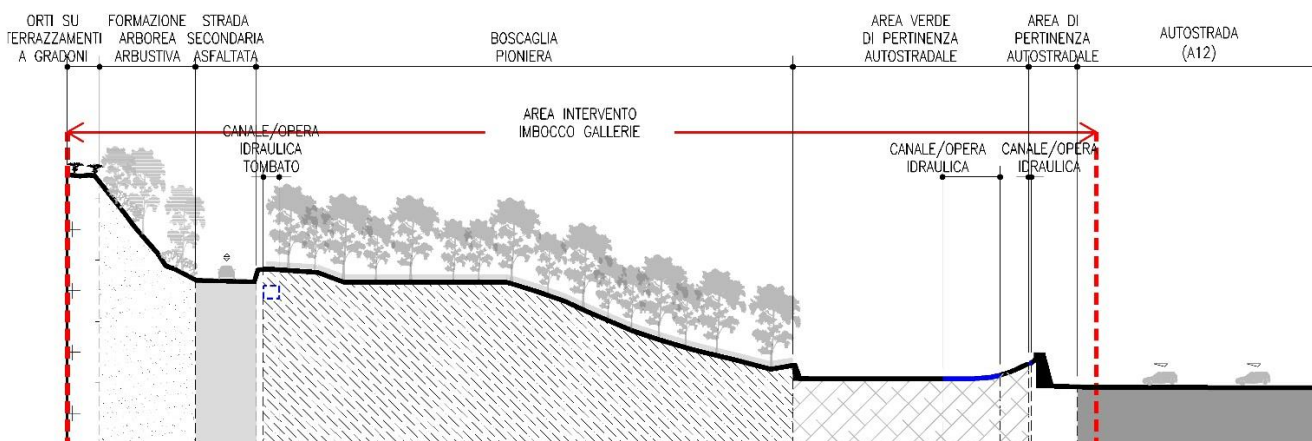 ORTI SU
TERRAZZAMENTI
A GRADONI
FORMAZIONE
ARBOREA
ARBUSTIVA
STRADA
SECONDARIA
ASFALTATA
BOSCAGLIA
PIONIERA
AREA VERDE
DI PERTINENZA
AUTOSTRADALE
AREA DI
PERTINENZA
AUTOSTRADALE
AUTOSTRADA
(A12)
AREA INTERVENTO
IMBOCCO GALLERIE
CANALE/OPERA
IDRAULICA
TOMBATO
CANALE/OPERA
IDRAULICA
CANALE/OPERA
IDRAULICA